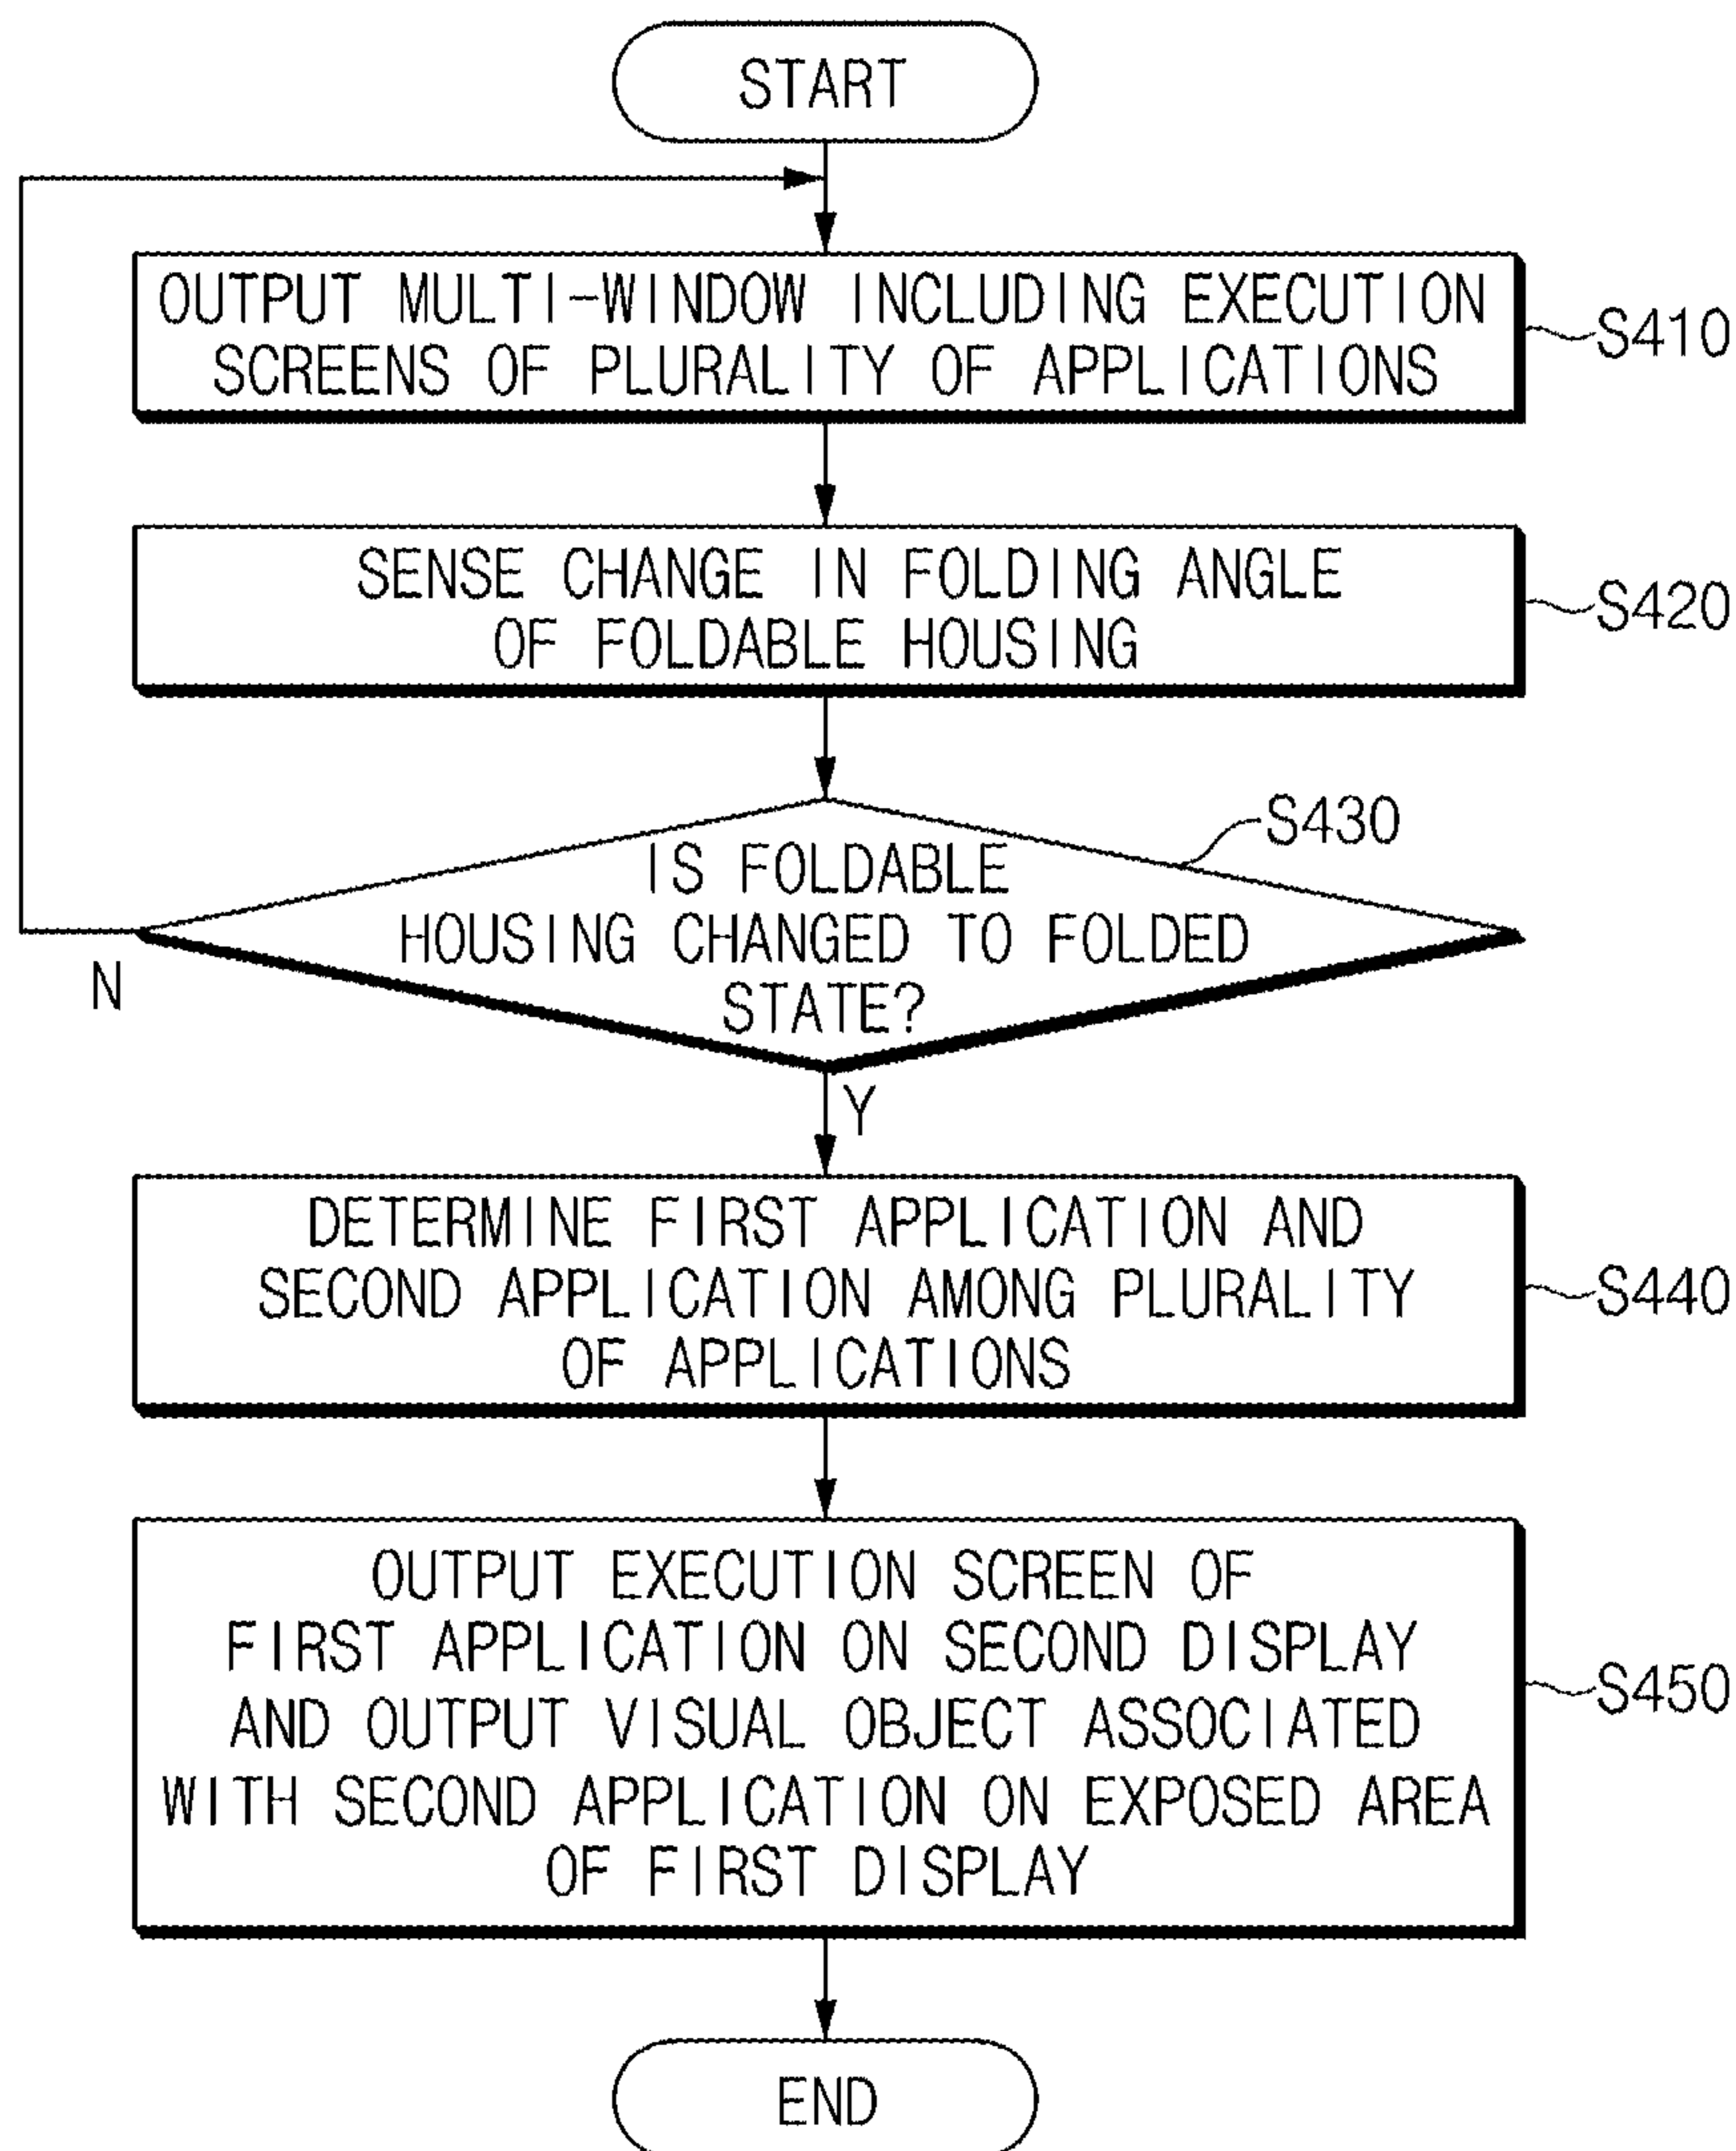 START
OUTPUT MULTI-WINDOW INCLUDING EXECUTION
SCREENS OF PLURALITY OF APPLICATIONS
S410
SENSE CHANGE IN FOLDING ANGLE
OF FOLDABLE HOUSING
S420
S430
IS FOLDABLE
HOUSING CHANGED TO FOLDED
STATE?
N
Y
DETERMINE FIRST APPLICATION AND
SECOND APPLICATION AMONG PLURALITY
OF APPLICATIONS
S440
OUTPUT EXECUTION SCREEN OF
FIRST APPLICATION ON SECOND DISPLAY
AND OUTPUT VISUAL OBJECT ASSOCIATED
WITH SECOND APPLICATION ON EXPOSED AREA
OF FIRST DISPLAY
S450
END